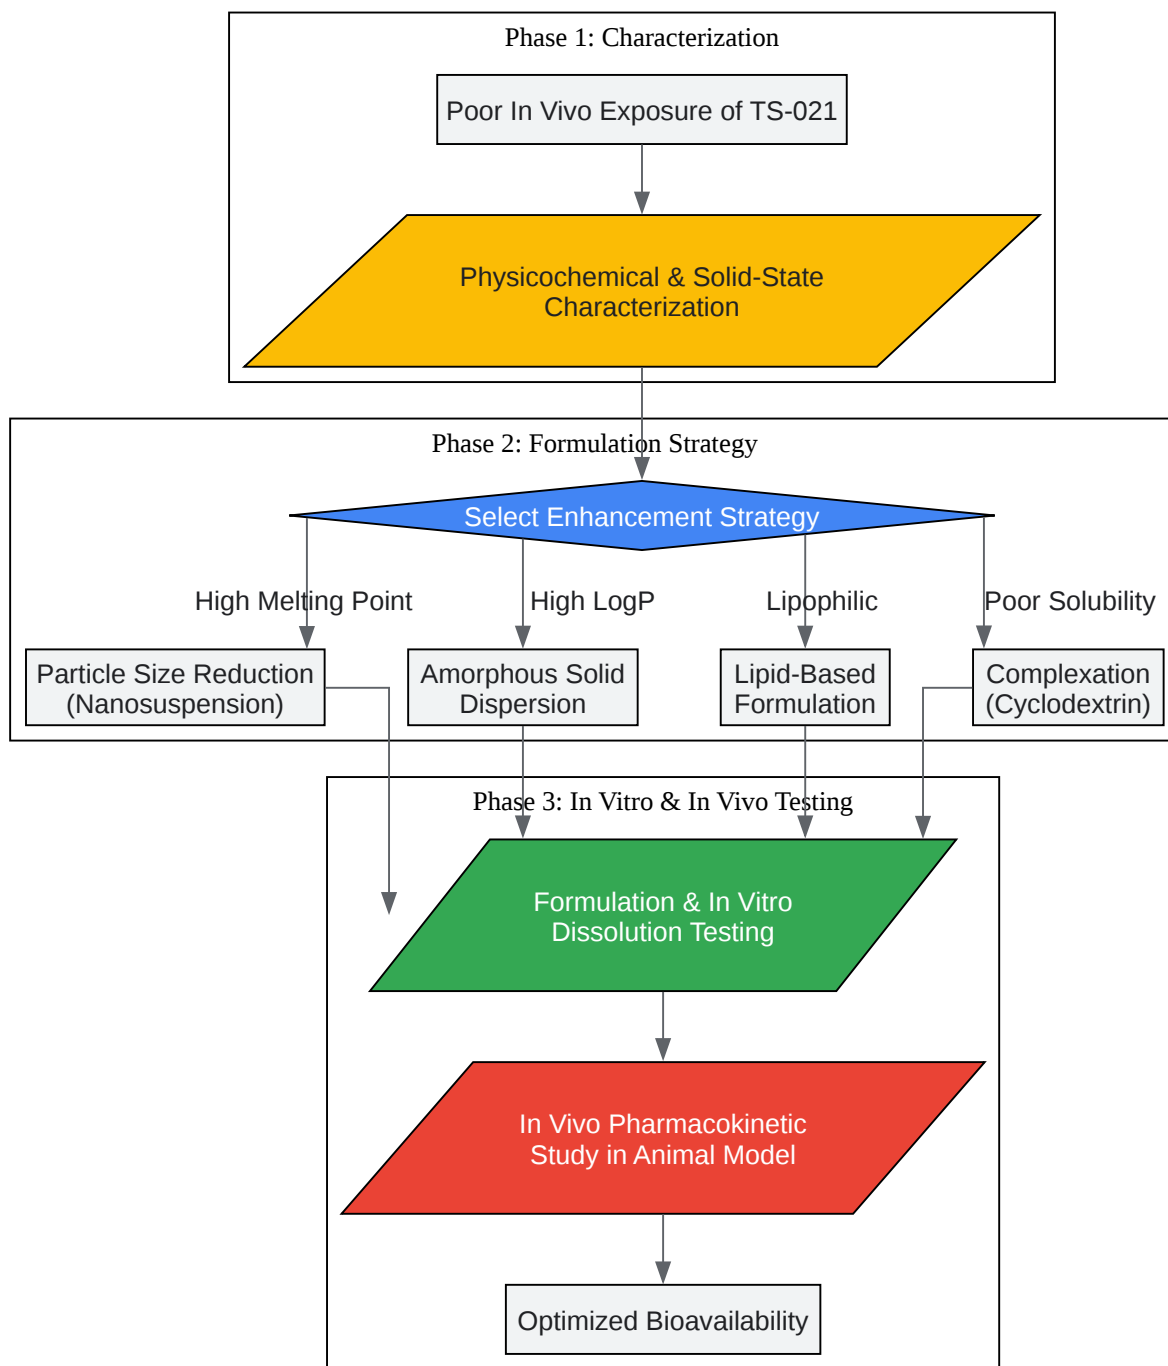 Phase 1: Characterization
Poor In Vivo Exposure of TS-021
Physicochemical & Solid-State
Characterization
Phase 2: Formulation Strategy
Select Enhancement Strategy
High Melting Point
High LogP
Lipophilic
Poor Solubility
Particle Size Reduction
(Nanosuspension)
Amorphous Solid
Dispersion
Lipid-Based
Formulation
Complexation
(Cyclodextrin)
Phase 3: In Vitro & In Vivo Testing
Formulation & In Vitro
Dissolution Testing
In Vivo Pharmacokinetic
Study in Animal Model
Optimized Bioavailability